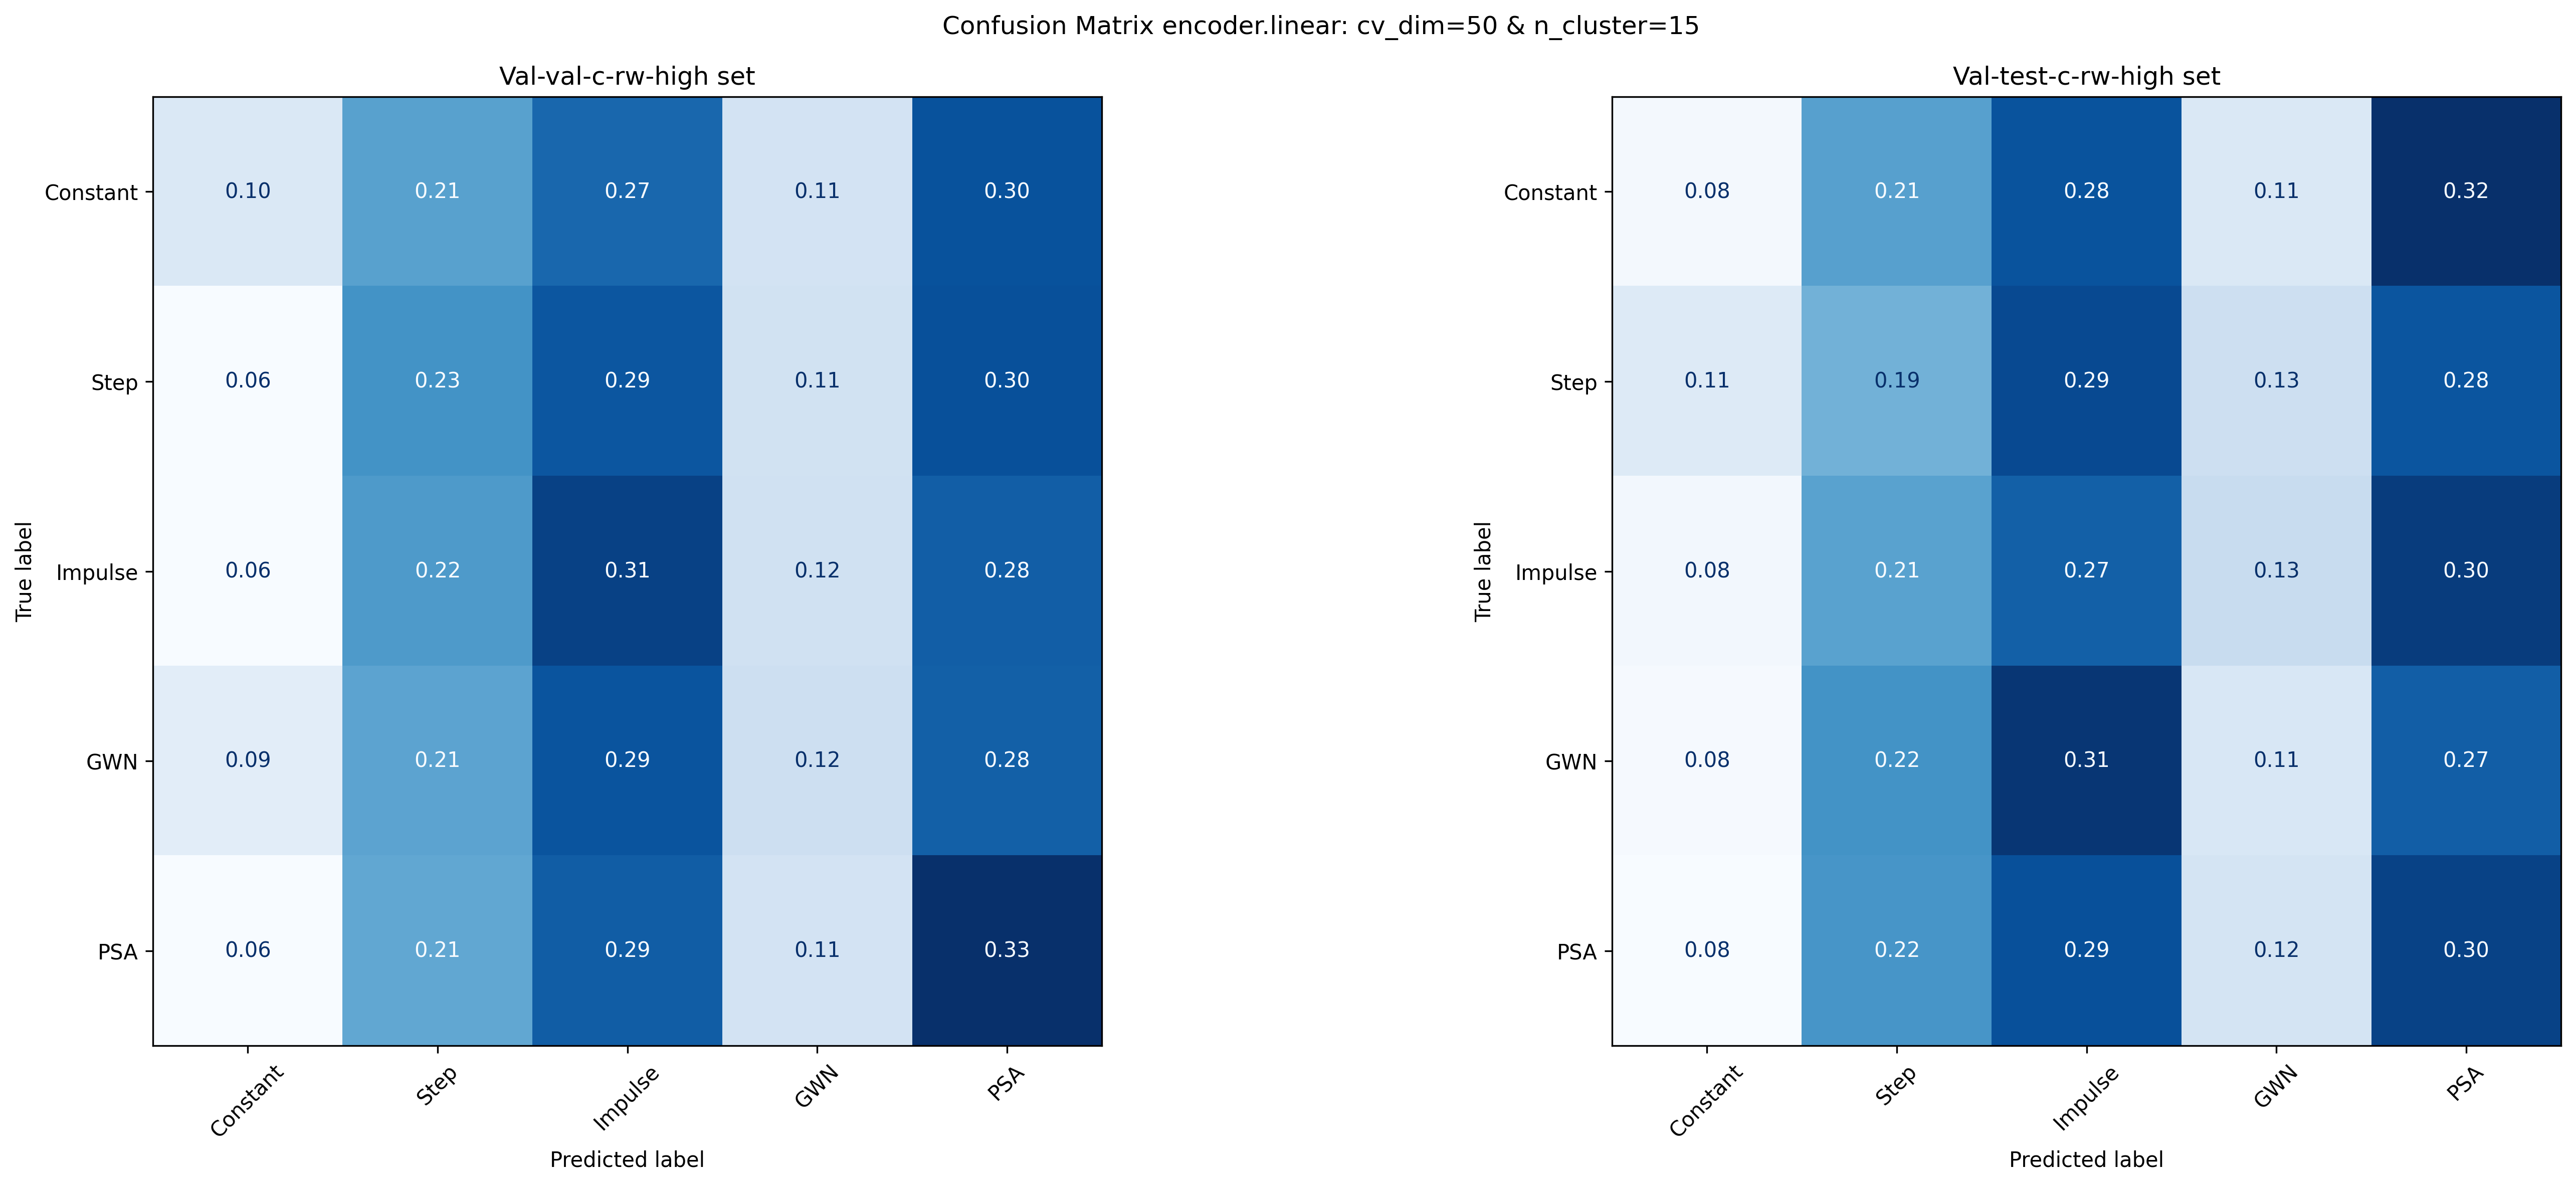 Confusion Matrix encoder.linear: cv_dim=50 & n_cluster=15
Val-val-c-rw-high set
True label
Constant 0.10 0.21 0.27 0.11 0.30
Step 0.06 0.23 0.29 0.11 0.30
Impulse 0.06 0.22 0.31 0.12 0.28
GWN 0.09 0.21 0.29 0.12 0.28
PSA 0.06 0.21 0.29 0.11 0.33
Constant Step Impulse GWN PSA
Predicted label
Val-test-c-rw-high set
True label
Constant 0.08 0.21 0.28 0.11 0.32
Step 0.11 0.19 0.29 0.13 0.28
Impulse 0.08 0.21 0.27 0.13 0.30
GWN 0.08 0.22 0.31 0.11 0.27
PSA 0.08 0.22 0.29 0.12 0.30
Constant Step Impulse GWN PSA
Predicted label